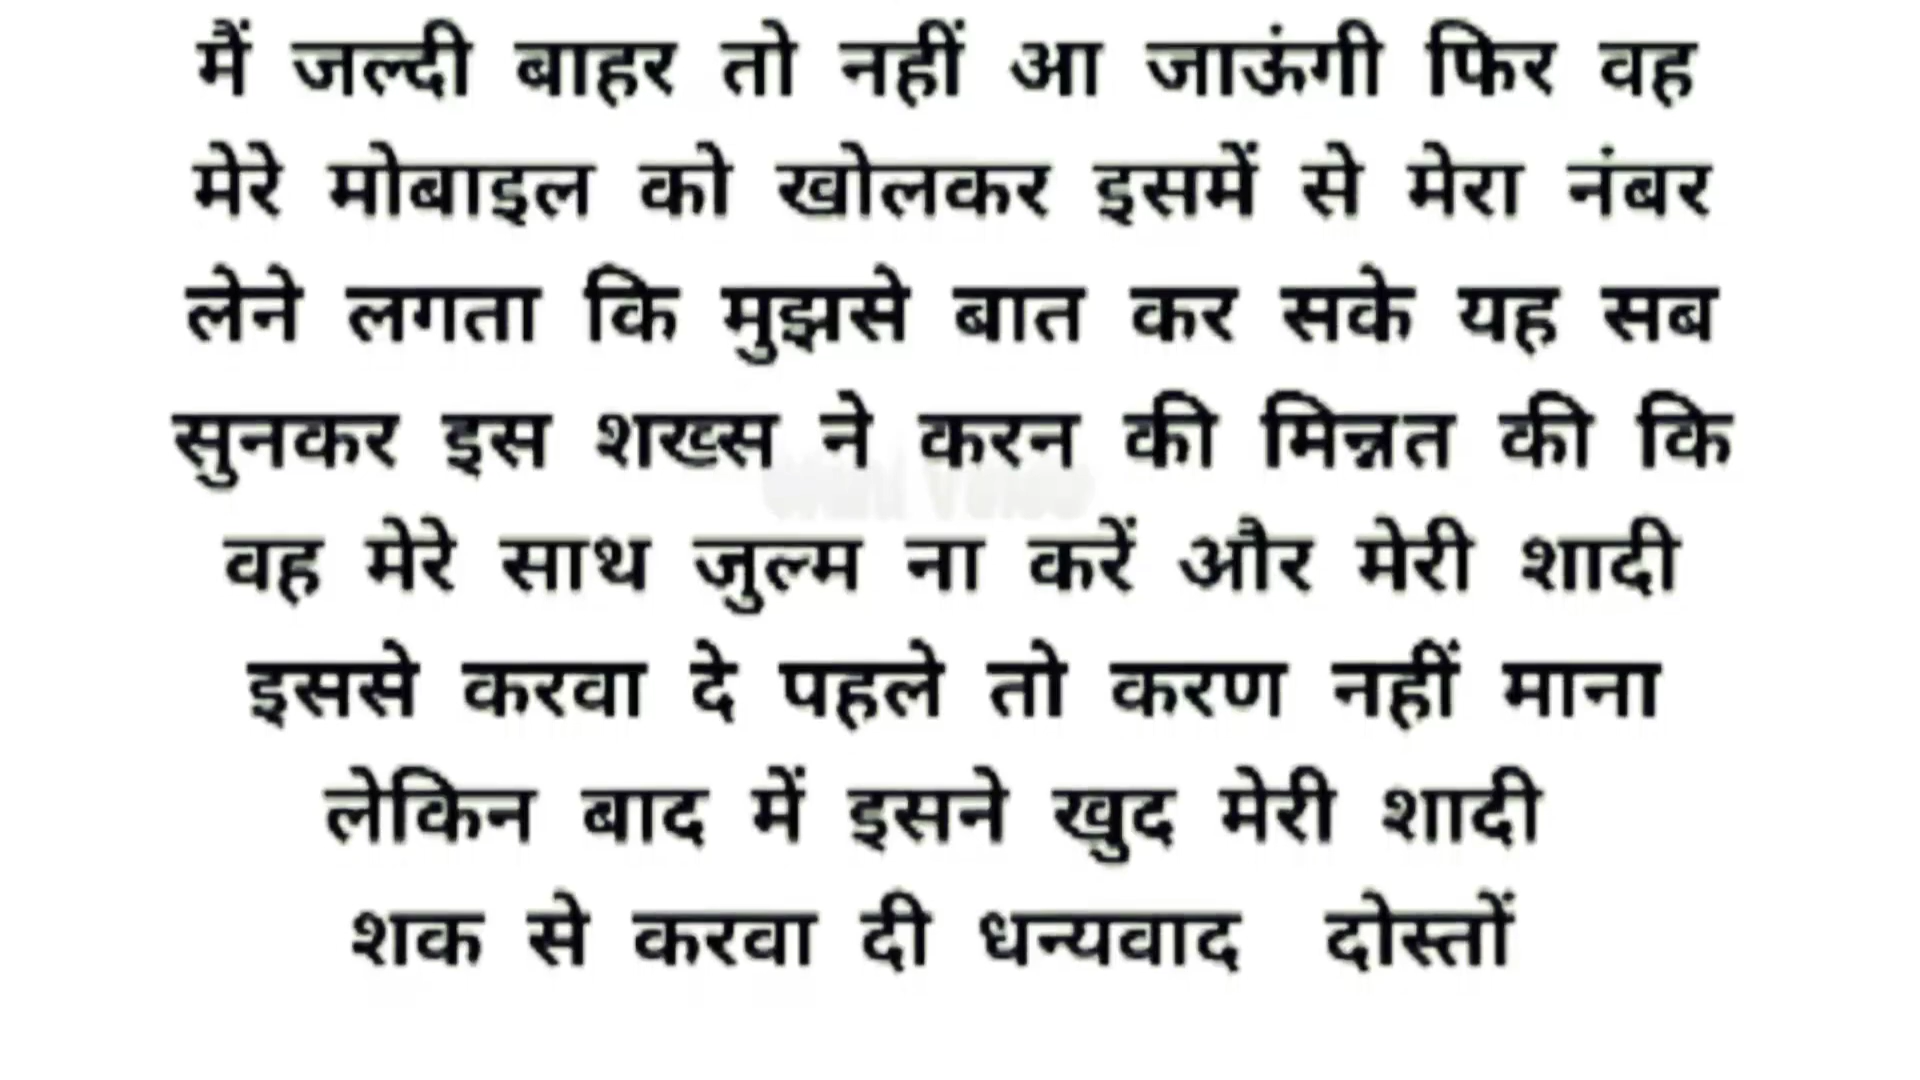 मैं जल्दी बाहर तो नहीं आ जाऊंगी फिर वह
मेरे मोबाइल को खोलकर इसमें से मेरा नंबर
लेने लगता कि मुझसे बात कर सके यह सब
सुनकर इस शख्स ने करन की मिन्नत की कि
वह मेरे साथ जुल्म ना करें और मेरी शादी
इससे करवा दे पहले तो करण नहीं माना
लेकिन बाद में इसने खुद मेरी शादी
शक से करवा दी धन्यवाद दोस्तों